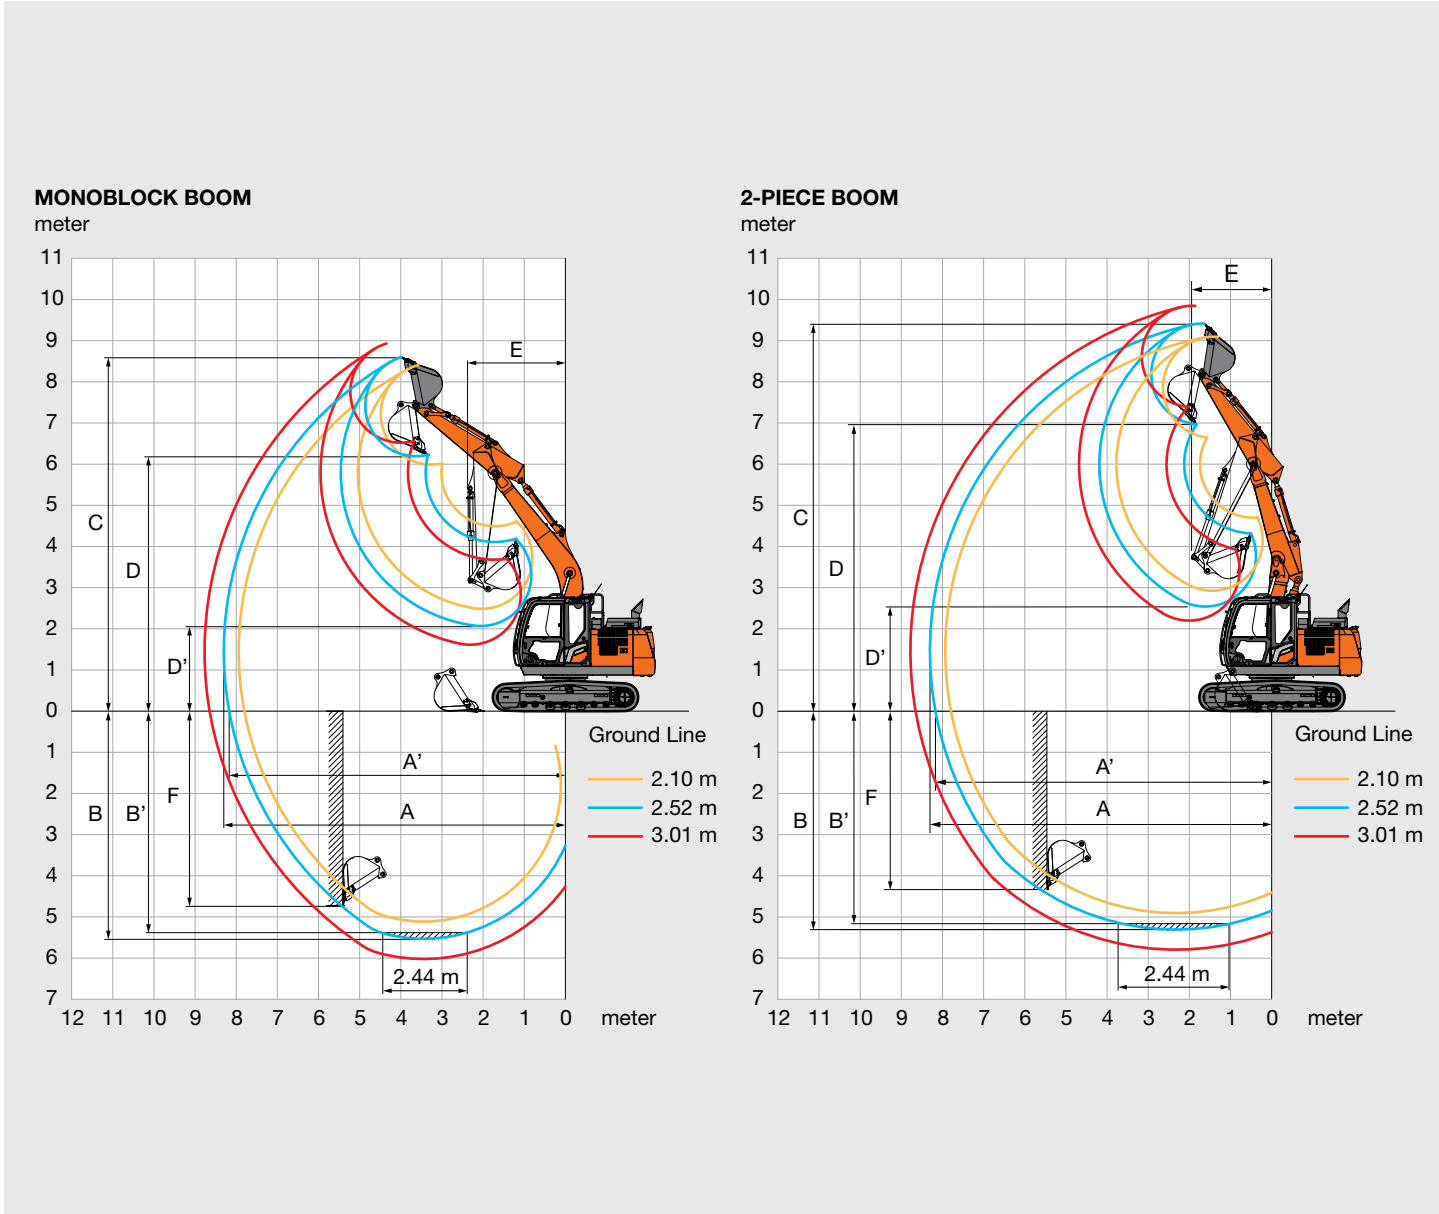 MONOBLOCK BOOM
meter
11
10
9
8
7
6
5
4
3
2
1
0
1
2
3
4
5
6
7
12 11 10 9 8 7 6 5 4 3 2 1 0 meter
E
C
D
D’
B
B’
F
A’
A
2.44 m
Ground Line
2.10 m
2.52 m
3.01 m
2-PIECE BOOM
meter
11
10
9
8
7
6
5
4
3
2
1
0
1
2
3
4
5
6
7
12 11 10 9 8 7 6 5 4 3 2 1 0 meter
E
C
D
D’
B
B’
F
A’
A
2.44 m
Ground Line
2.10 m
2.52 m
3.01 m